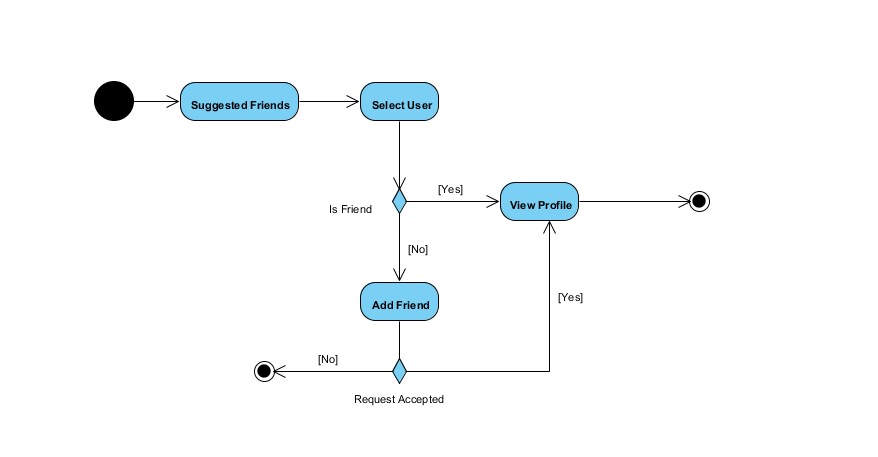 Suggested Friends
Select User
[Yes]
Is Friend
View Profile
[No]
[Yes]
Add Friend
[No]
Request Accepted